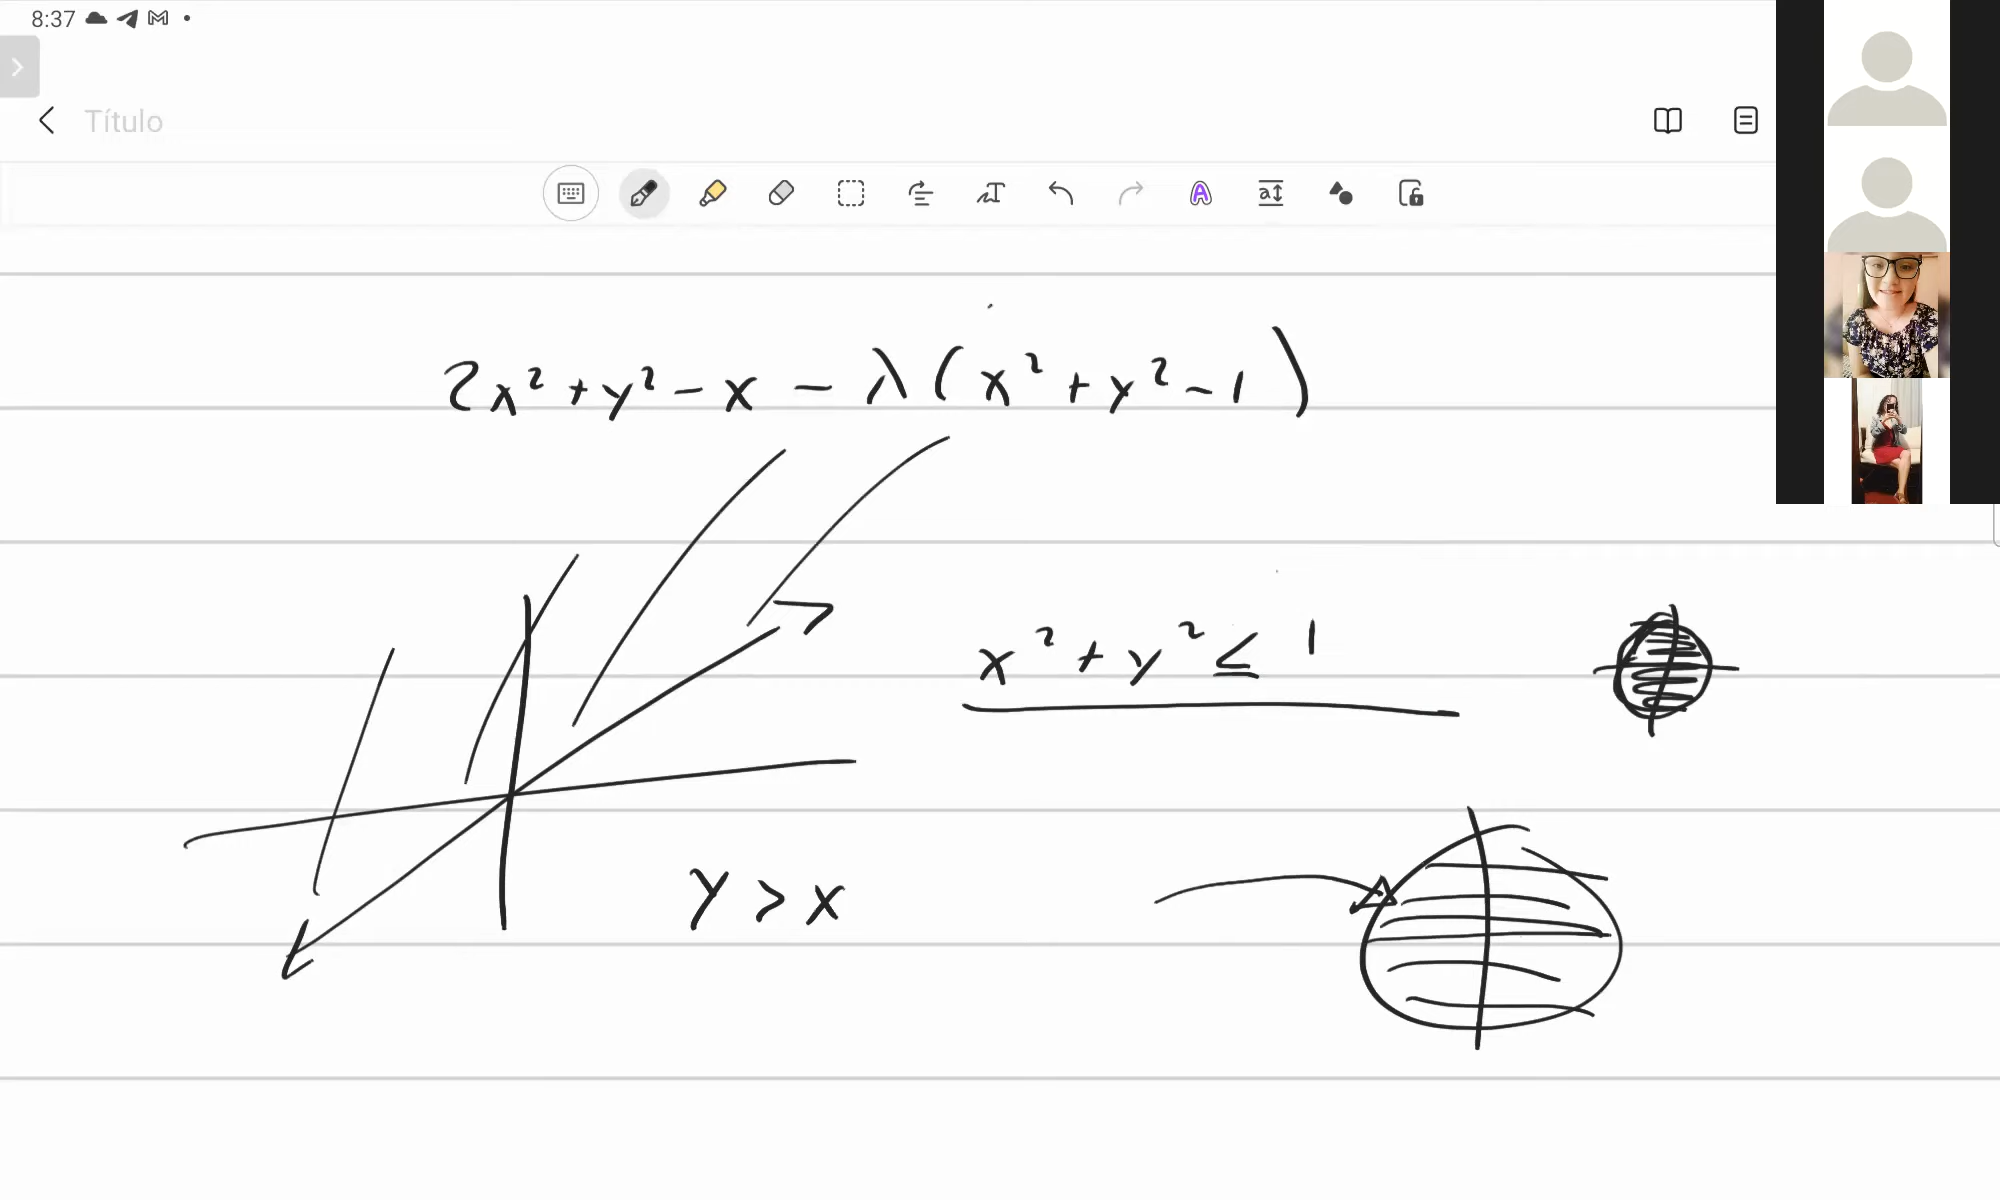 8:37
Título
2x² + y² - x - λ(x² + y² - 1)
x² + y² ≤ 1
y > x